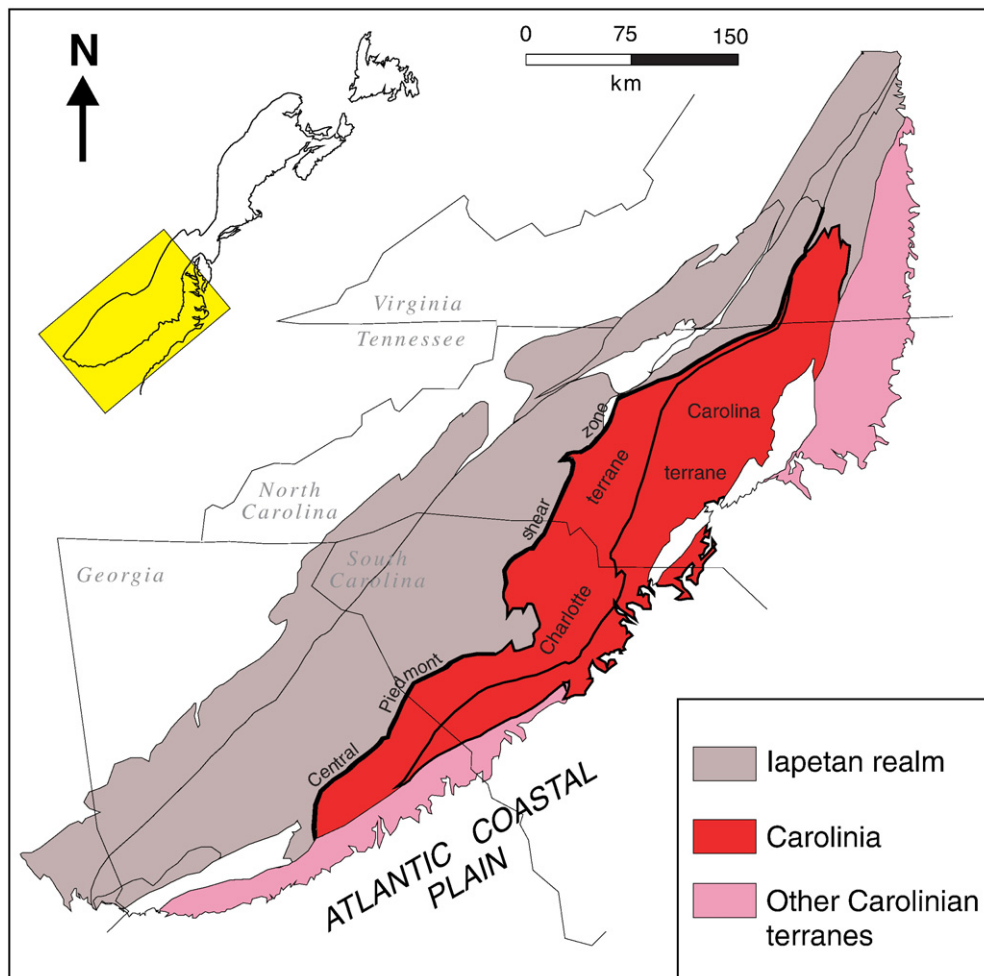 N
0 75 150
km
Virginia
Tennessee
North
Carolina
South
Carolina
Georgia
Carolina
terrane
Charlotte terrane
Central Piedmont shear zone
ATLANTIC COASTAL
PLAIN
Iapetan realm
Carolinia
Other Carolinian
terranes